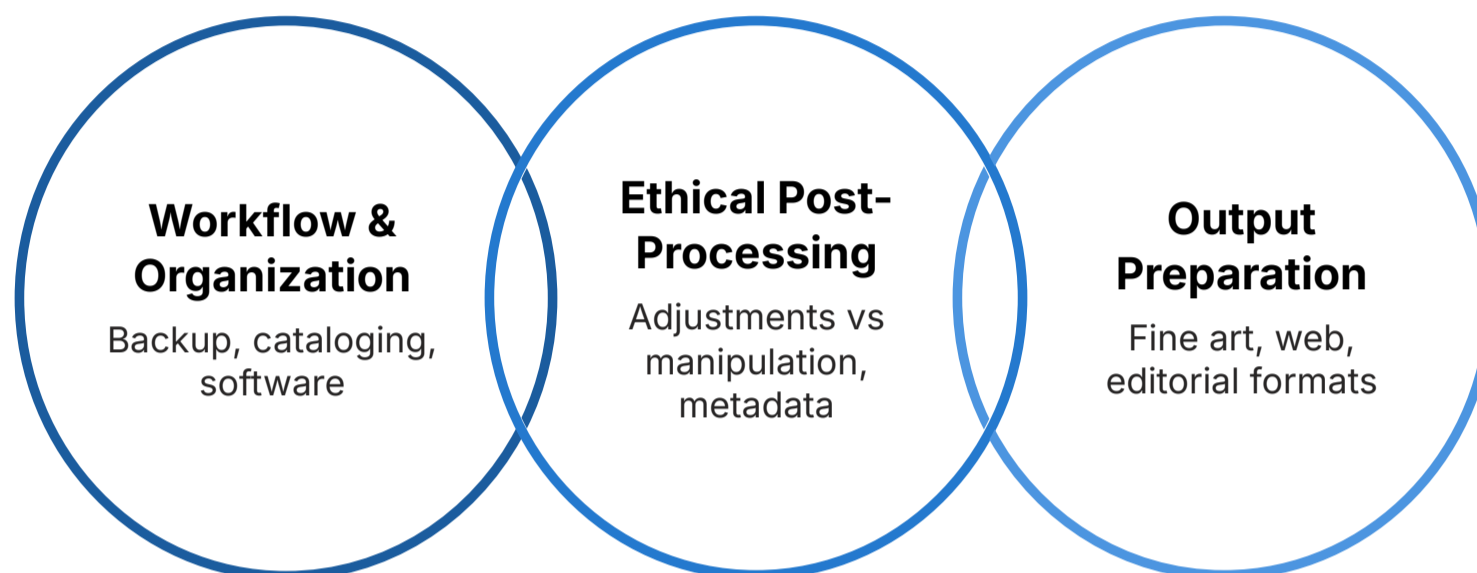 Workflow &
Organization
Backup, cataloging,
software
Ethical Post-
Processing
Adjustments vs
manipulation,
metadata
Output
Preparation
Fine art, web,
editorial formats